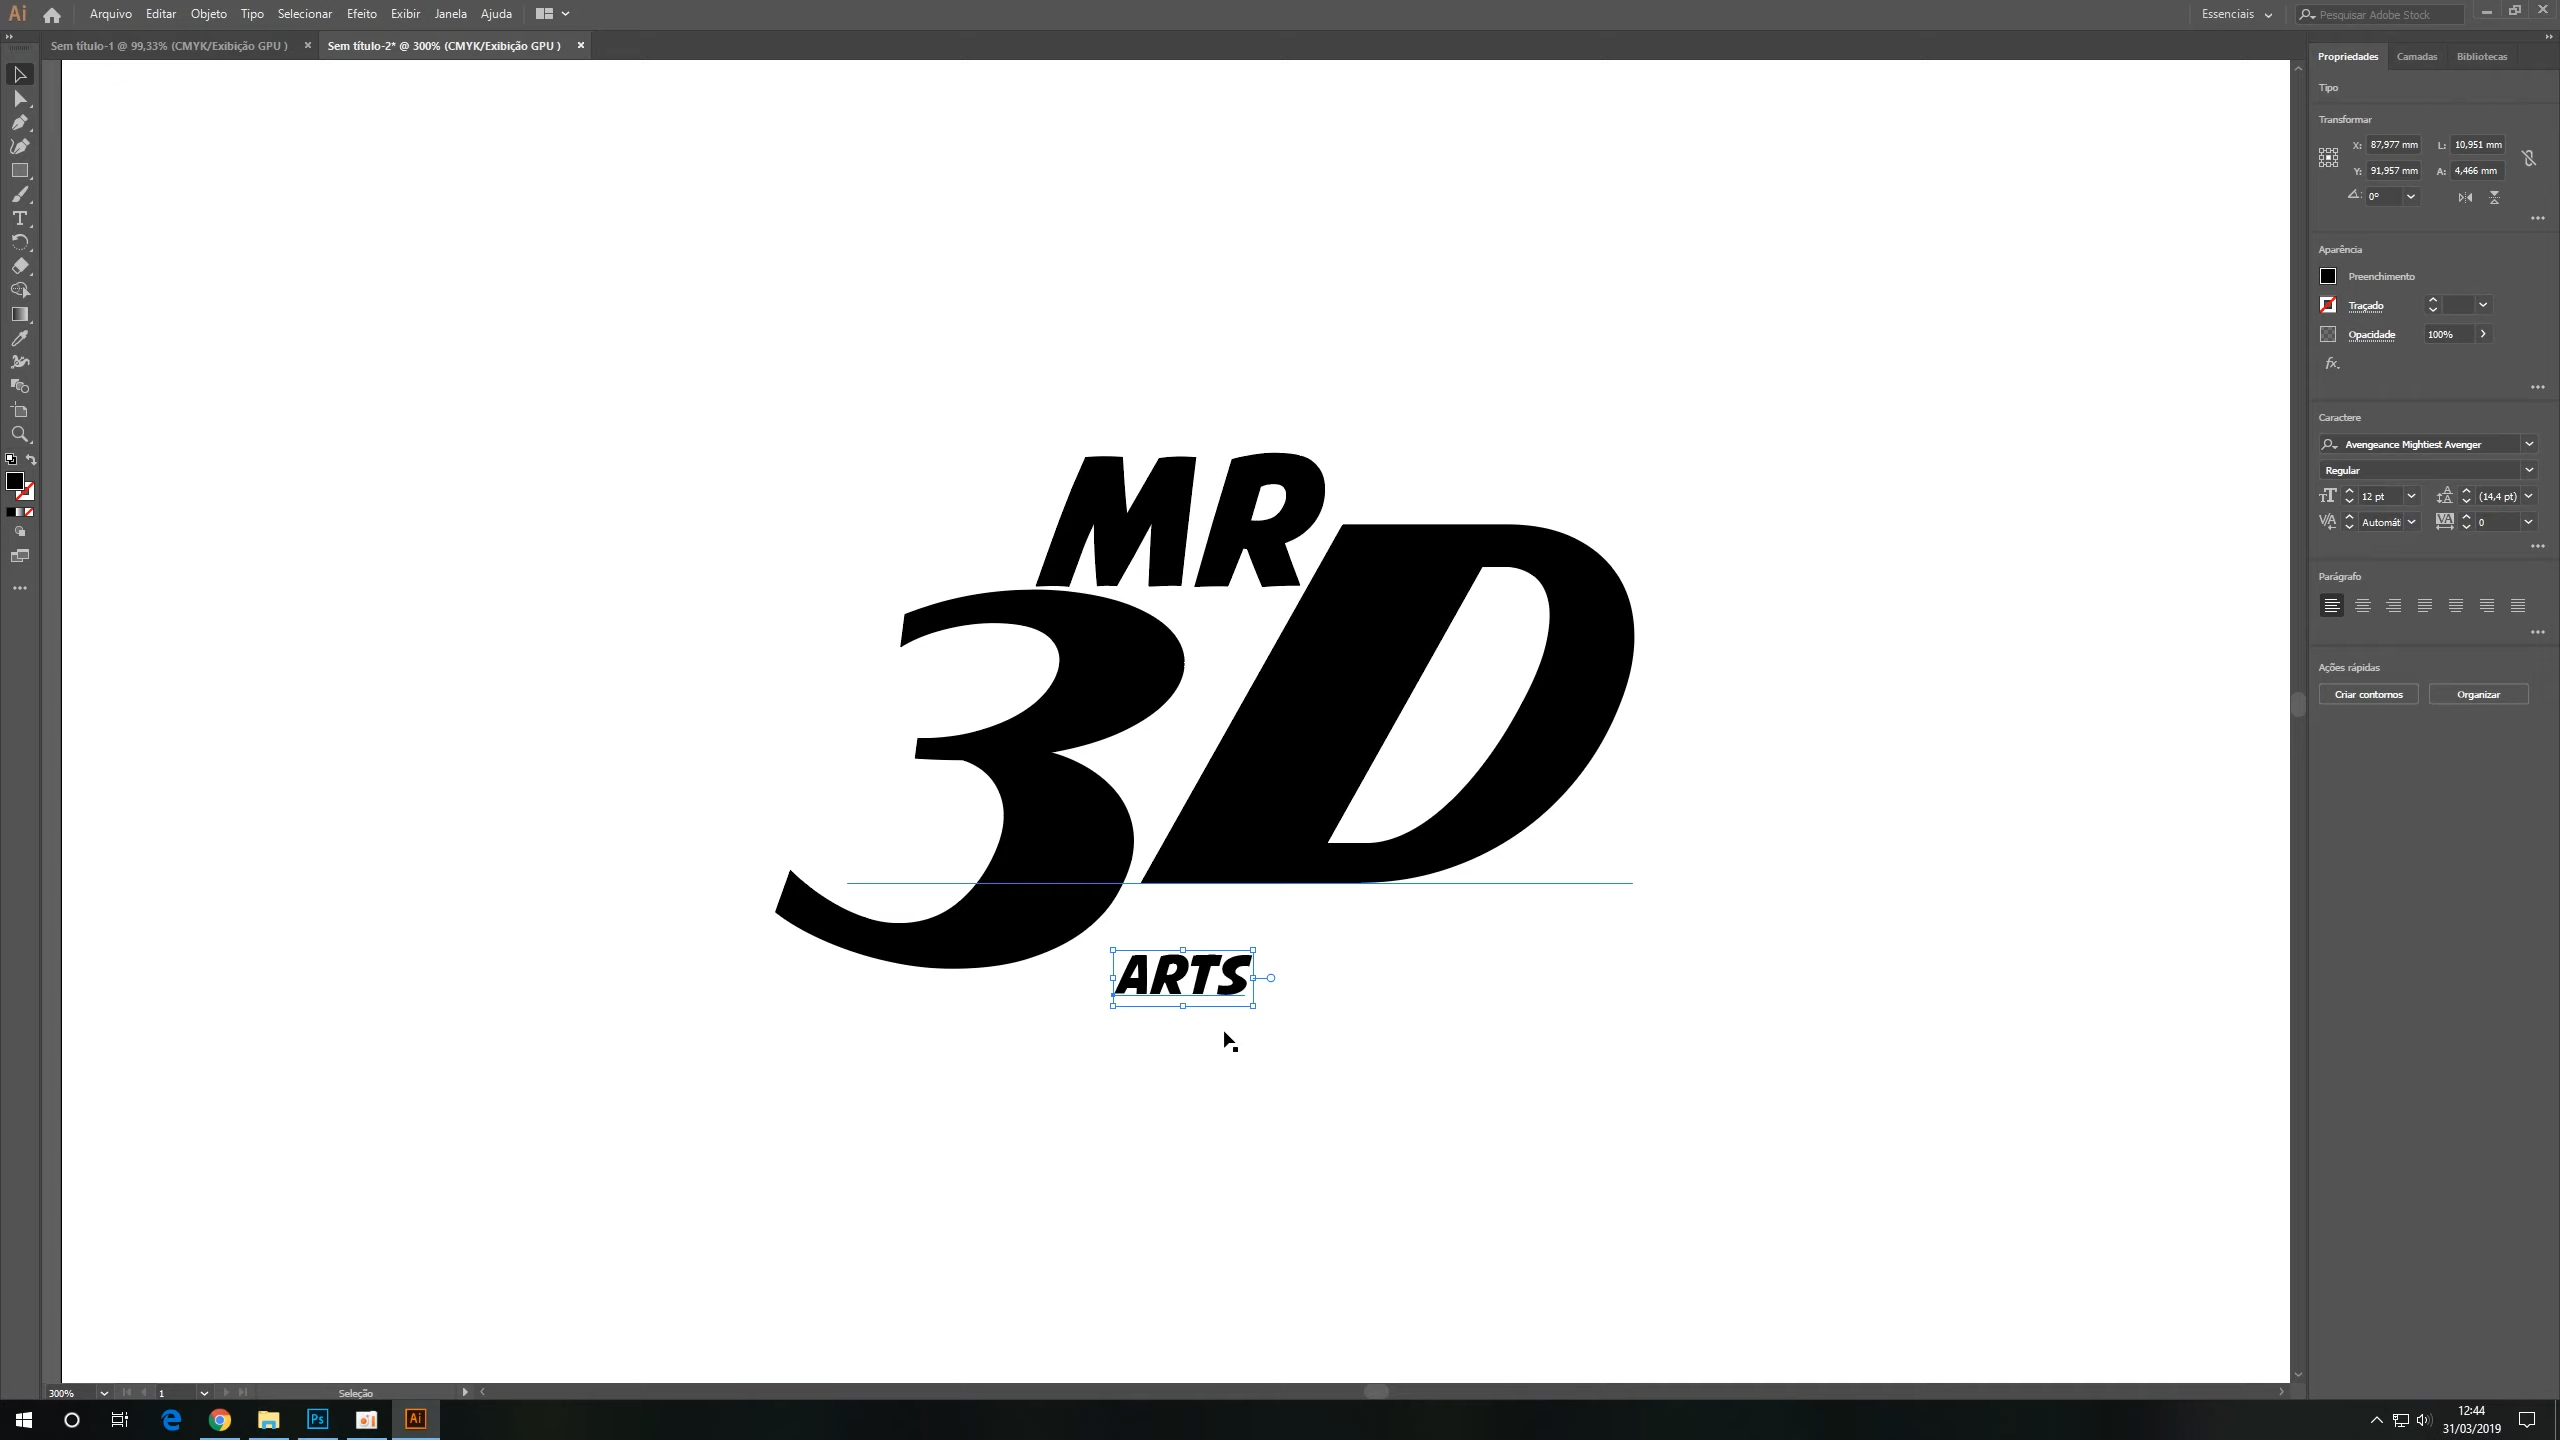 Ai Arquivo Editar Objeto Tipo Selecionar Efeito Exibir Janela Ajuda Essenciais Pesquisar Adobe Stock
Sem título-1 @ 99,33% (CMYK/Exibição GPU ) × Sem título-2* @ 300% (CMYK/Exibição GPU ) ×
Propriedades Camadas Bibliotecas
Tipo
Transformar
X: 87,977 mm L: 10,951 mm
Y: 91,957 mm A: 4,466 mm
0°
Aparência
Preenchimento
Traçado
Opacidade 100%
fx.
Caractere
Avengeance Mightiest Avenger
Regular
12 pt (14,4 pt)
Automát 0
Parágrafo
Ações rápidas
Criar contornos Organizar
MR
3D
ARTS
300% 1 Seleção
Ps Ai
12:44
31/03/2019